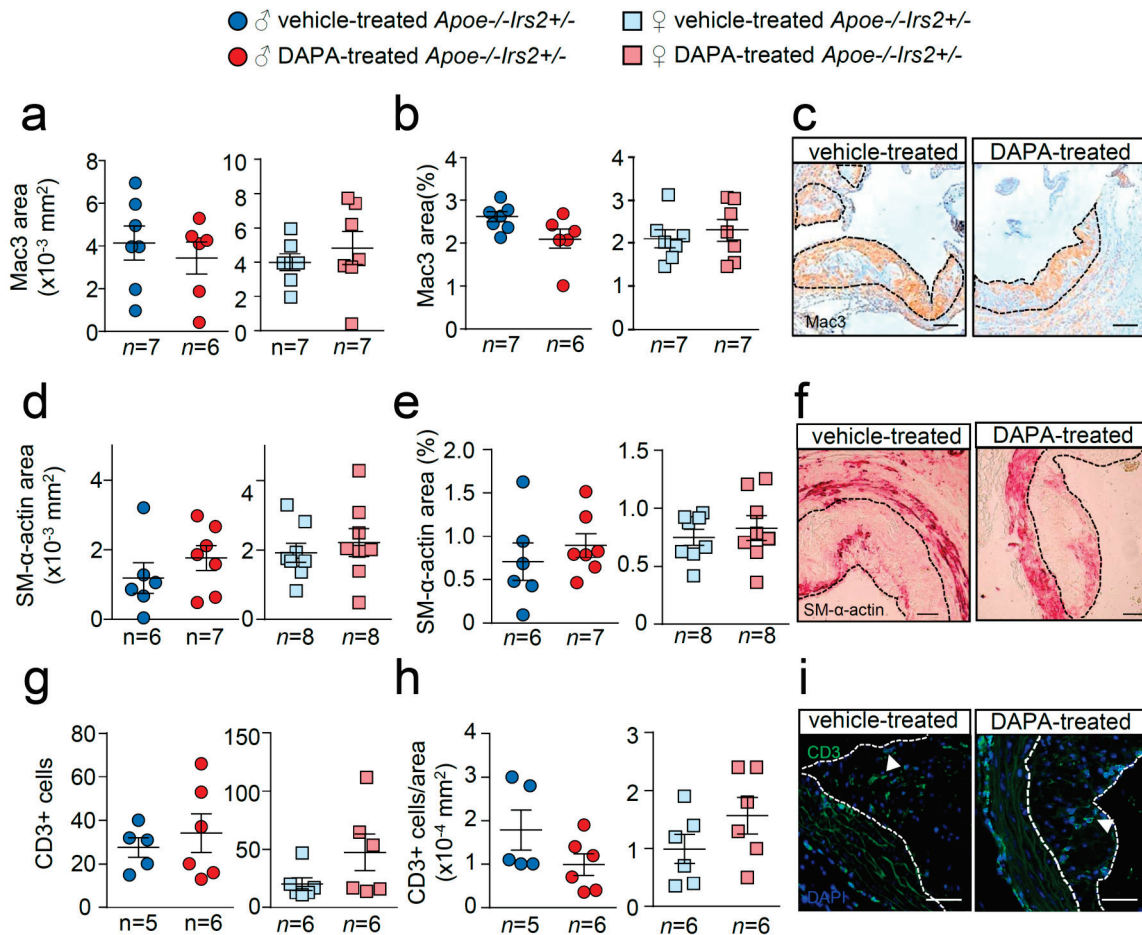 ♂ vehicle-treated Apoe-/-Irs2+/- ♀ vehicle-treated Apoe-/-Irs2+/-
♂ DAPA-treated Apoe-/-Irs2+/- ♀ DAPA-treated Apoe-/-Irs2+/-
a
Mac3 area
(x10-³ mm²)
8
6
4
2
0
n=7 n=6
10
8
6
4
2
0
n=7 n=7
b
Mac3 area(%)
4
3
2
1
0
n=7 n=6
4
3
2
1
0
n=7 n=7
c
vehicle-treated DAPA-treated
Mac3
d
SM-α-actin area
(x10-³ mm²)
4
2
0
n=6 n=7
4
2
0
n=8 n=8
e
SM-α-actin area (%)
2.0
1.5
1.0
0.5
0
n=6 n=7
1.5
1.0
0.5
0
n=8 n=8
f
vehicle-treated DAPA-treated
SM-α-actin
g
CD3+ cells
80
60
40
20
0
n=5 n=6
150
100
50
25
0
n=6 n=6
h
CD3+ cells/area
(x10-⁴ mm²)
4
3
2
1
0
n=5 n=6
3
2
1
0
n=6 n=6
i
vehicle-treated DAPA-treated
CD3
DAPI